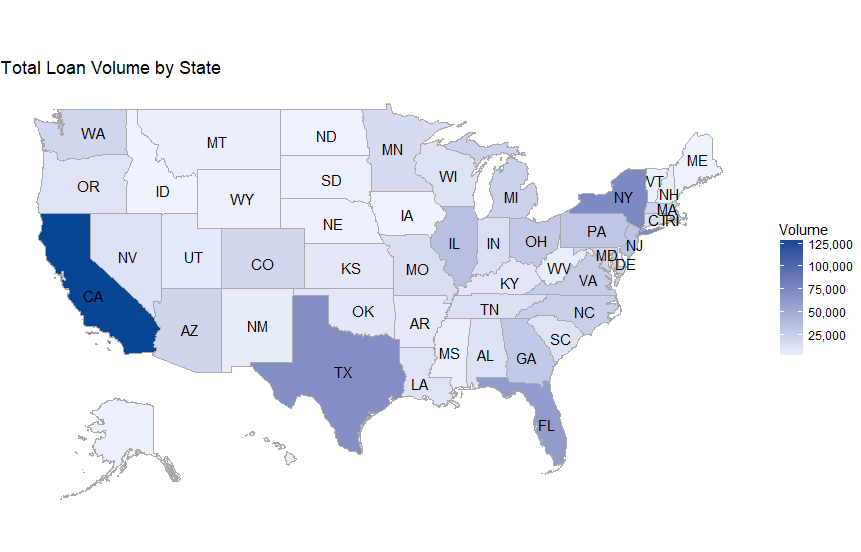 Total Loan Volume by State
WA
MT
ND
MN
ME
VT
NH
OR
ID
WY
SD
WI
MI
NY
MA
CT
RI
NE
IA
PA
NJ
NV
UT
CO
KS
MO
IL
IN
OH
MD
DE
WV
VA
KY
CA
AZ
NM
OK
AR
TN
NC
SC
TX
LA
MS
AL
GA
FL
Volume
125,000
100,000
75,000
50,000
25,000